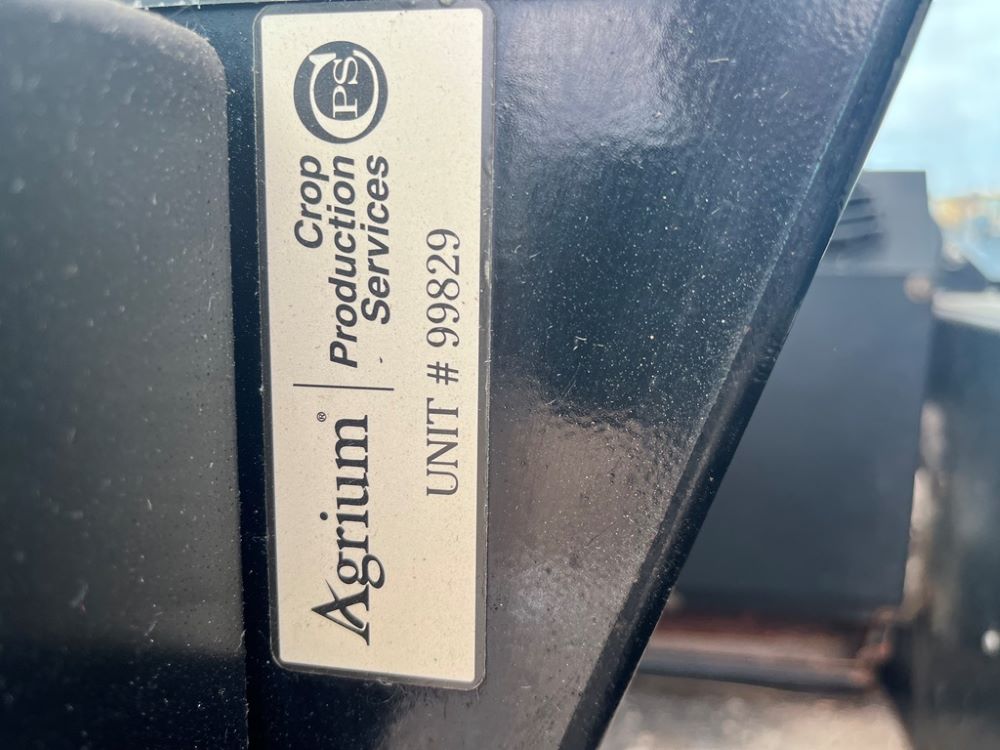 Agrium®
Crop
Production
Services
CPS
UNIT # 99829